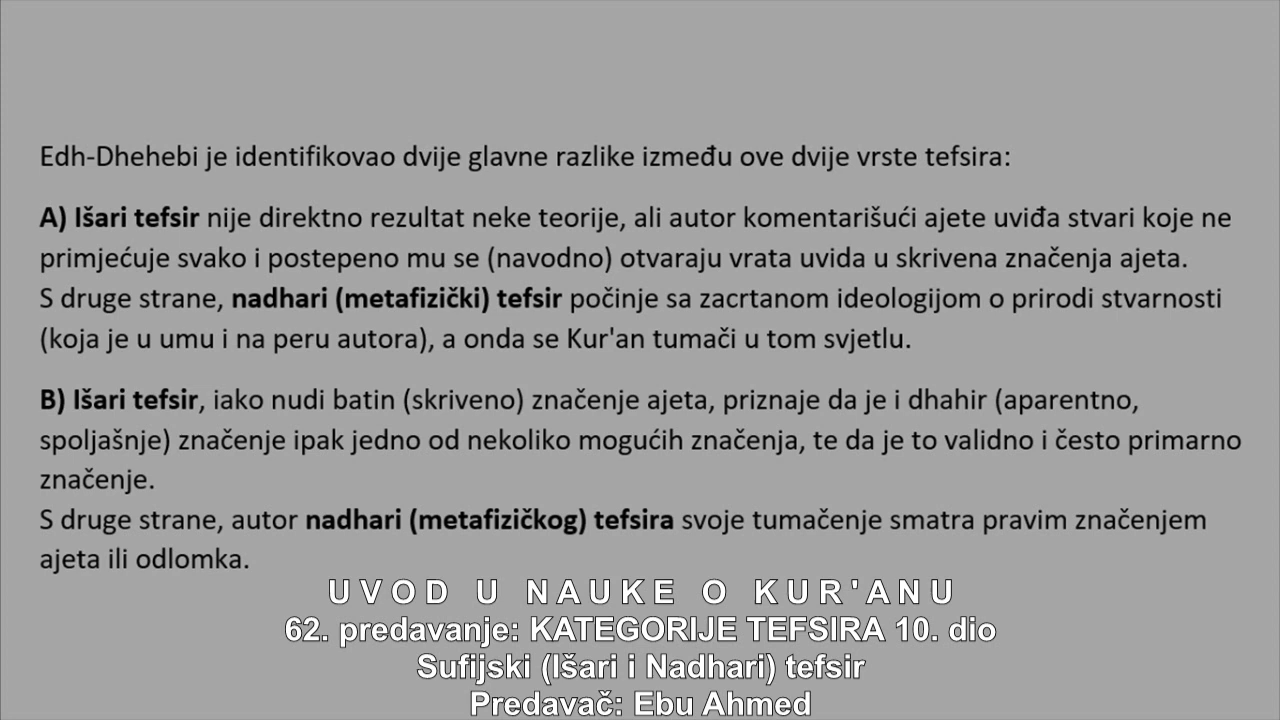 Edh-Dhehebi je identifikovao dvije glavne razlike između ove dvije vrste tefsira:
A) Išari tefsir nije direktno rezultat neke teorije, ali autor komentarišući ajete uviđa stvari koje ne
primjećuje svako i postepeno mu se (navodno) otvaraju vrata uvida u skrivena značenja ajeta.
S druge strane, nadhari (metafizički) tefsir počinje sa zacrtanom ideologijom o prirodi stvarnosti
(koja je u umu i na peru autora), a onda se Kur'an tumači u tom svjetlu.
B) Išari tefsir, iako nudi batin (skriveno) značenje ajeta, priznaje da je i dhahir (aparentno,
spoljašnje) značenje ipak jedno od nekoliko mogućih značenja, te da je to validno i često primarno
značenje.
S druge strane, autor nadhari (metafizičkog) tefsira svoje tumačenje smatra pravim značenjem
ajeta ili odlomka.
UVOD U NAUKE O KUR'ANU
62. predavanje: KATEGORIJE TEFSIRA 10. dio
Sufijski (Išari i Nadhari) tefsir
Predavač: Ebu Ahmed